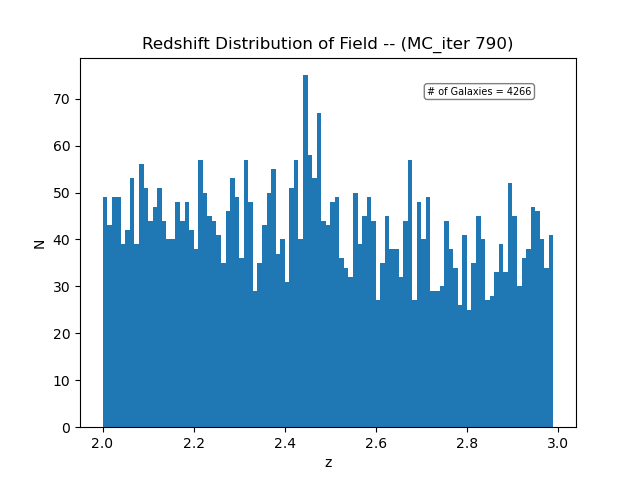 Redshift Distribution of Field -- (MC_iter 790)
# of Galaxies = 4266
70
60
50
40
30
20
10
0
N
2.0 2.2 2.4 2.6 2.8 3.0
z